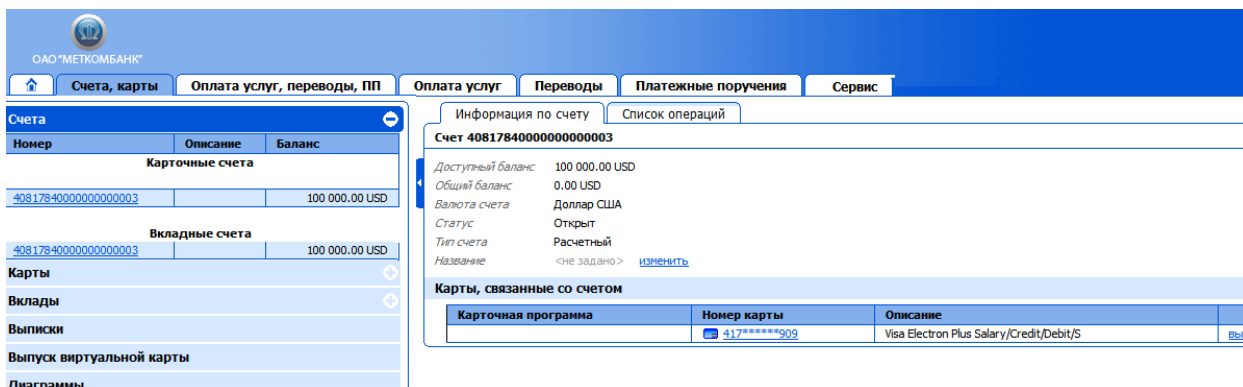 ОАО "МЕТКОМБАНК"
Счета, карты Оплата услуг, переводы, ПП Оплата услуг Переводы Платежные поручения Сервис
Счета
Номер Описание Баланс
Карточные счета
40817840000000000003 100 000.00 USD
Вкладные счета
40817840000000000003 100 000.00 USD
Карты
Вклады
Выписки
Выпуск виртуальной карты
Диаграммы
Информация по счету Список операций
Счет 40817840000000000003
Доступный баланс 100 000.00 USD
Общий баланс 0.00 USD
Валюта счета Доллар США
Статус Открыт
Тип счета Расчетный
Название <не задано> изменить
Карты, связанные со счетом
Карточная программа Номер карты Описание
417******909 Visa Electron Plus Salary/Credit/Debit/S